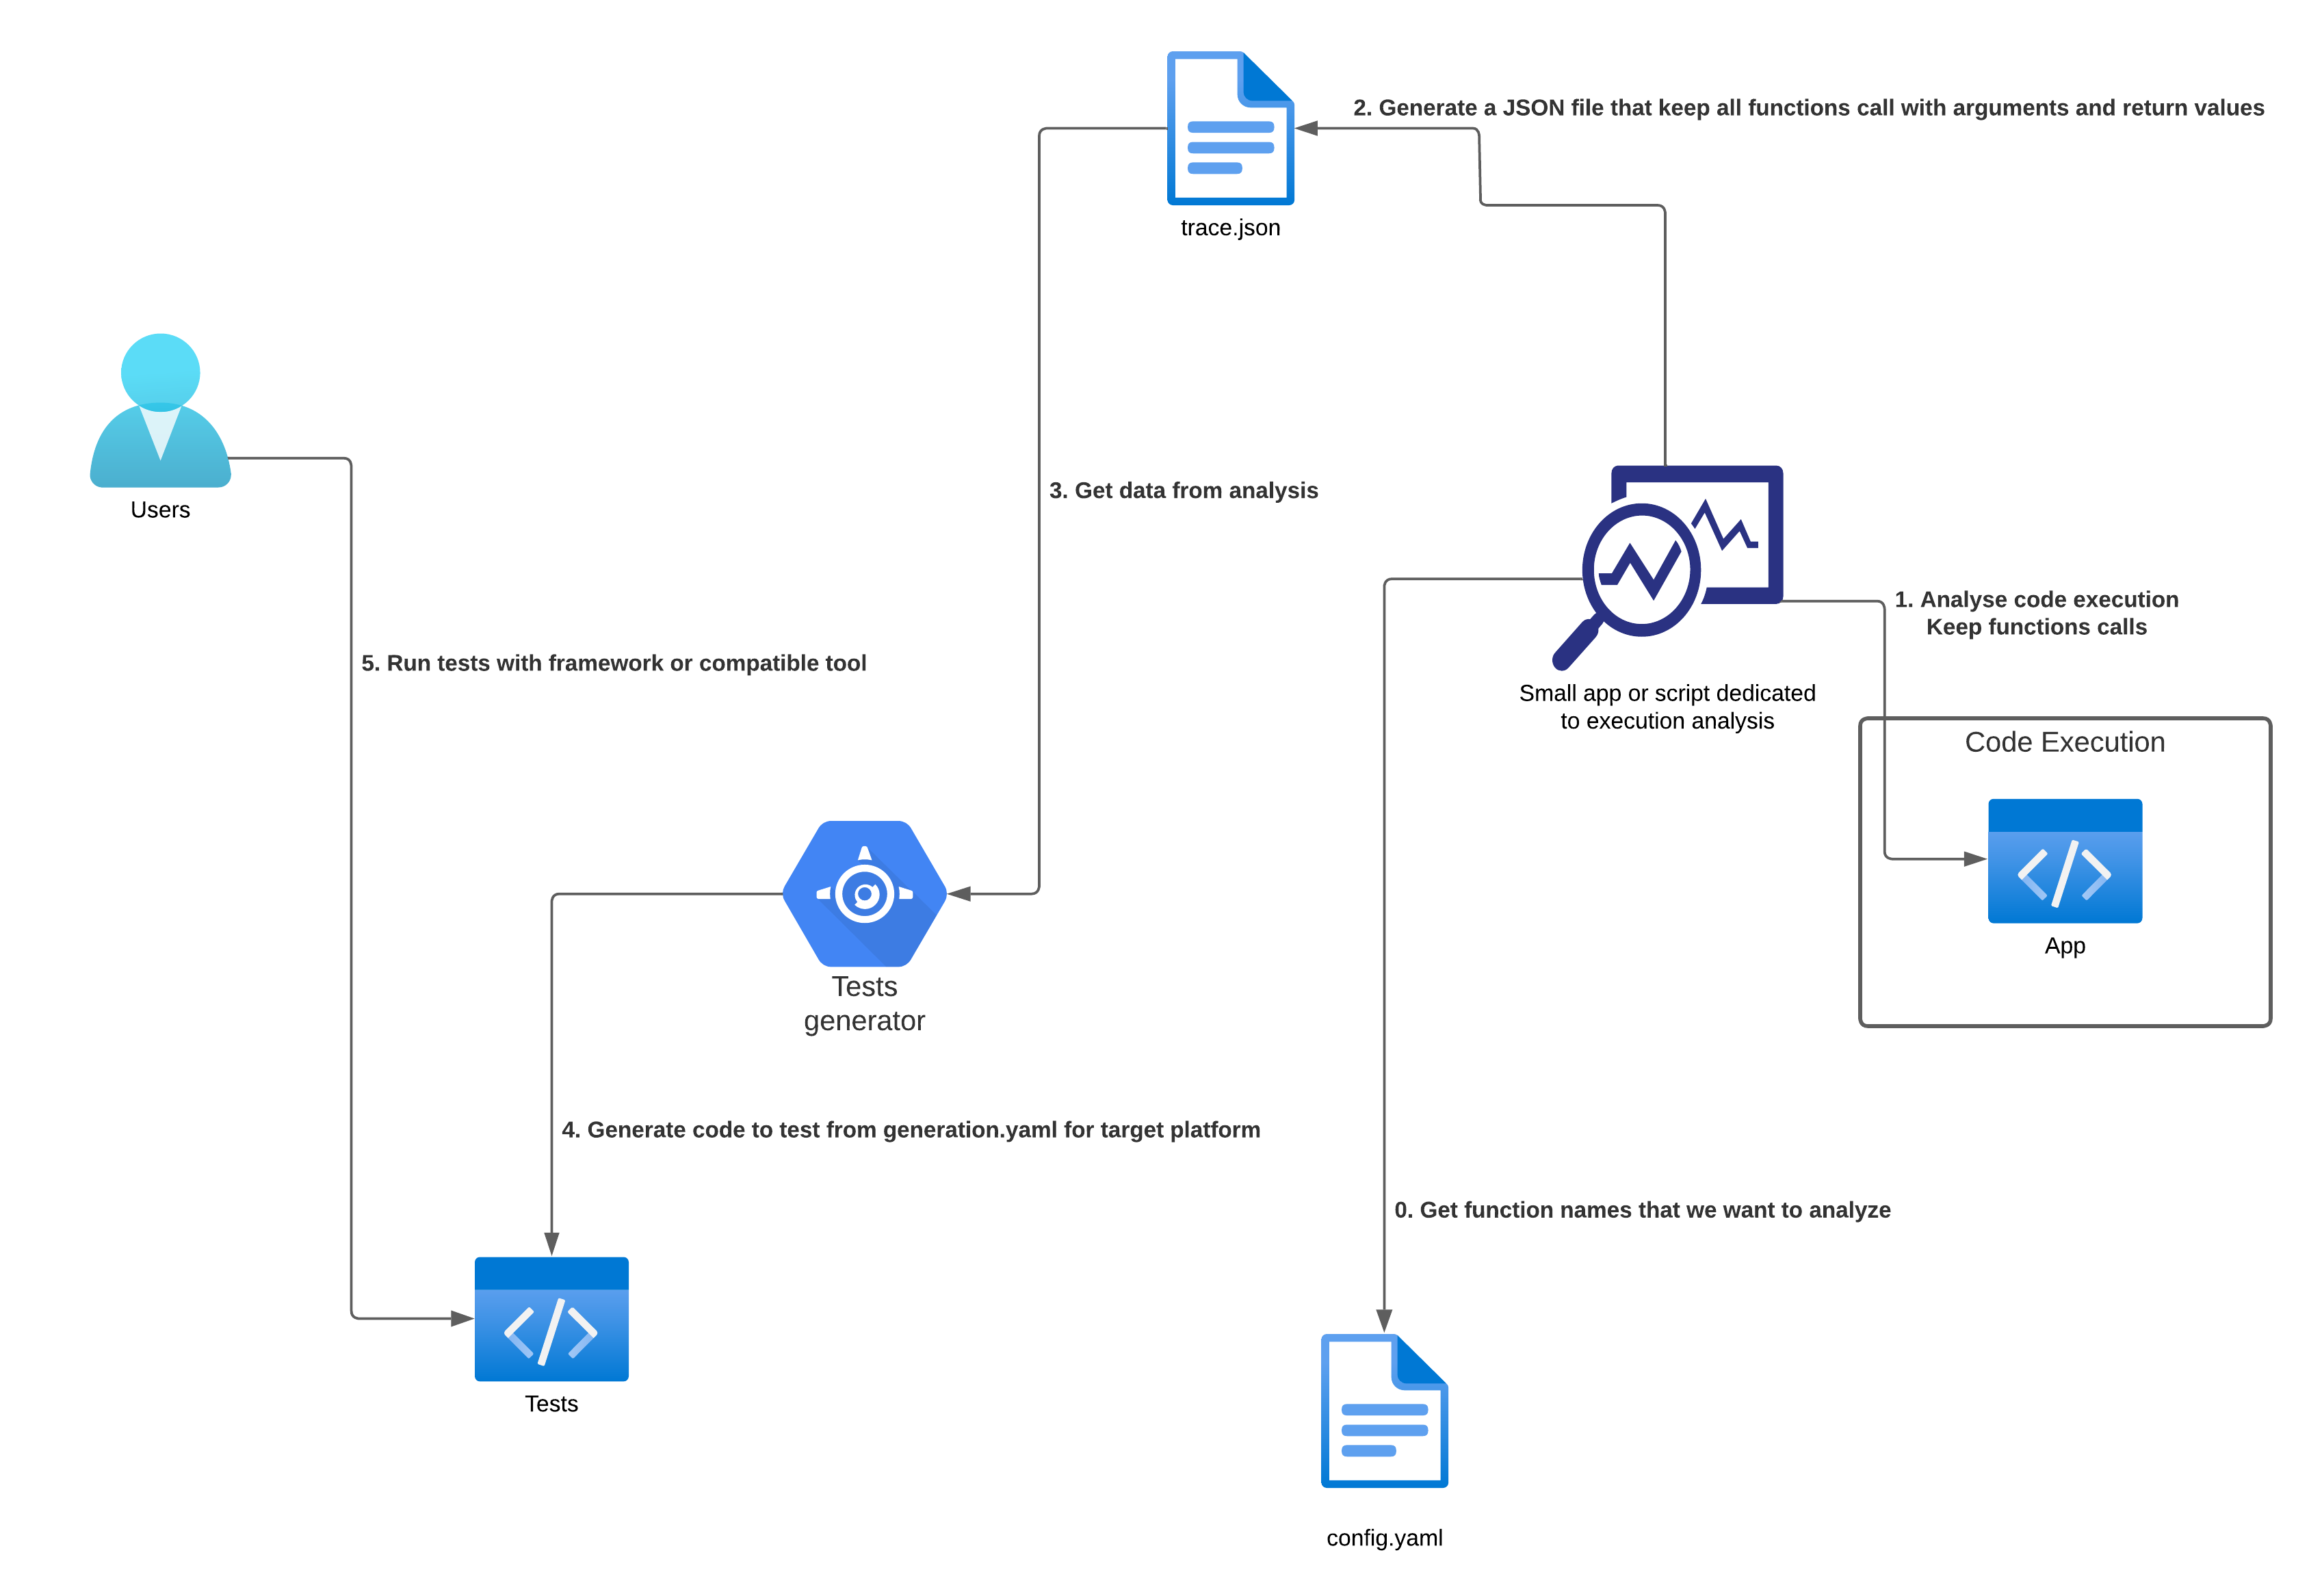 2. Generate a JSON file that keep all functions call with arguments and return values
trace.json
Users
3. Get data from analysis
1. Analyse code execution
Keep functions calls
5. Run tests with framework or compatible tool
Small app or script dedicated
to execution analysis
Code Execution
App
Tests
generator
4. Generate code to test from generation.yaml for target platform
0. Get function names that we want to analyze
Tests
config.yaml